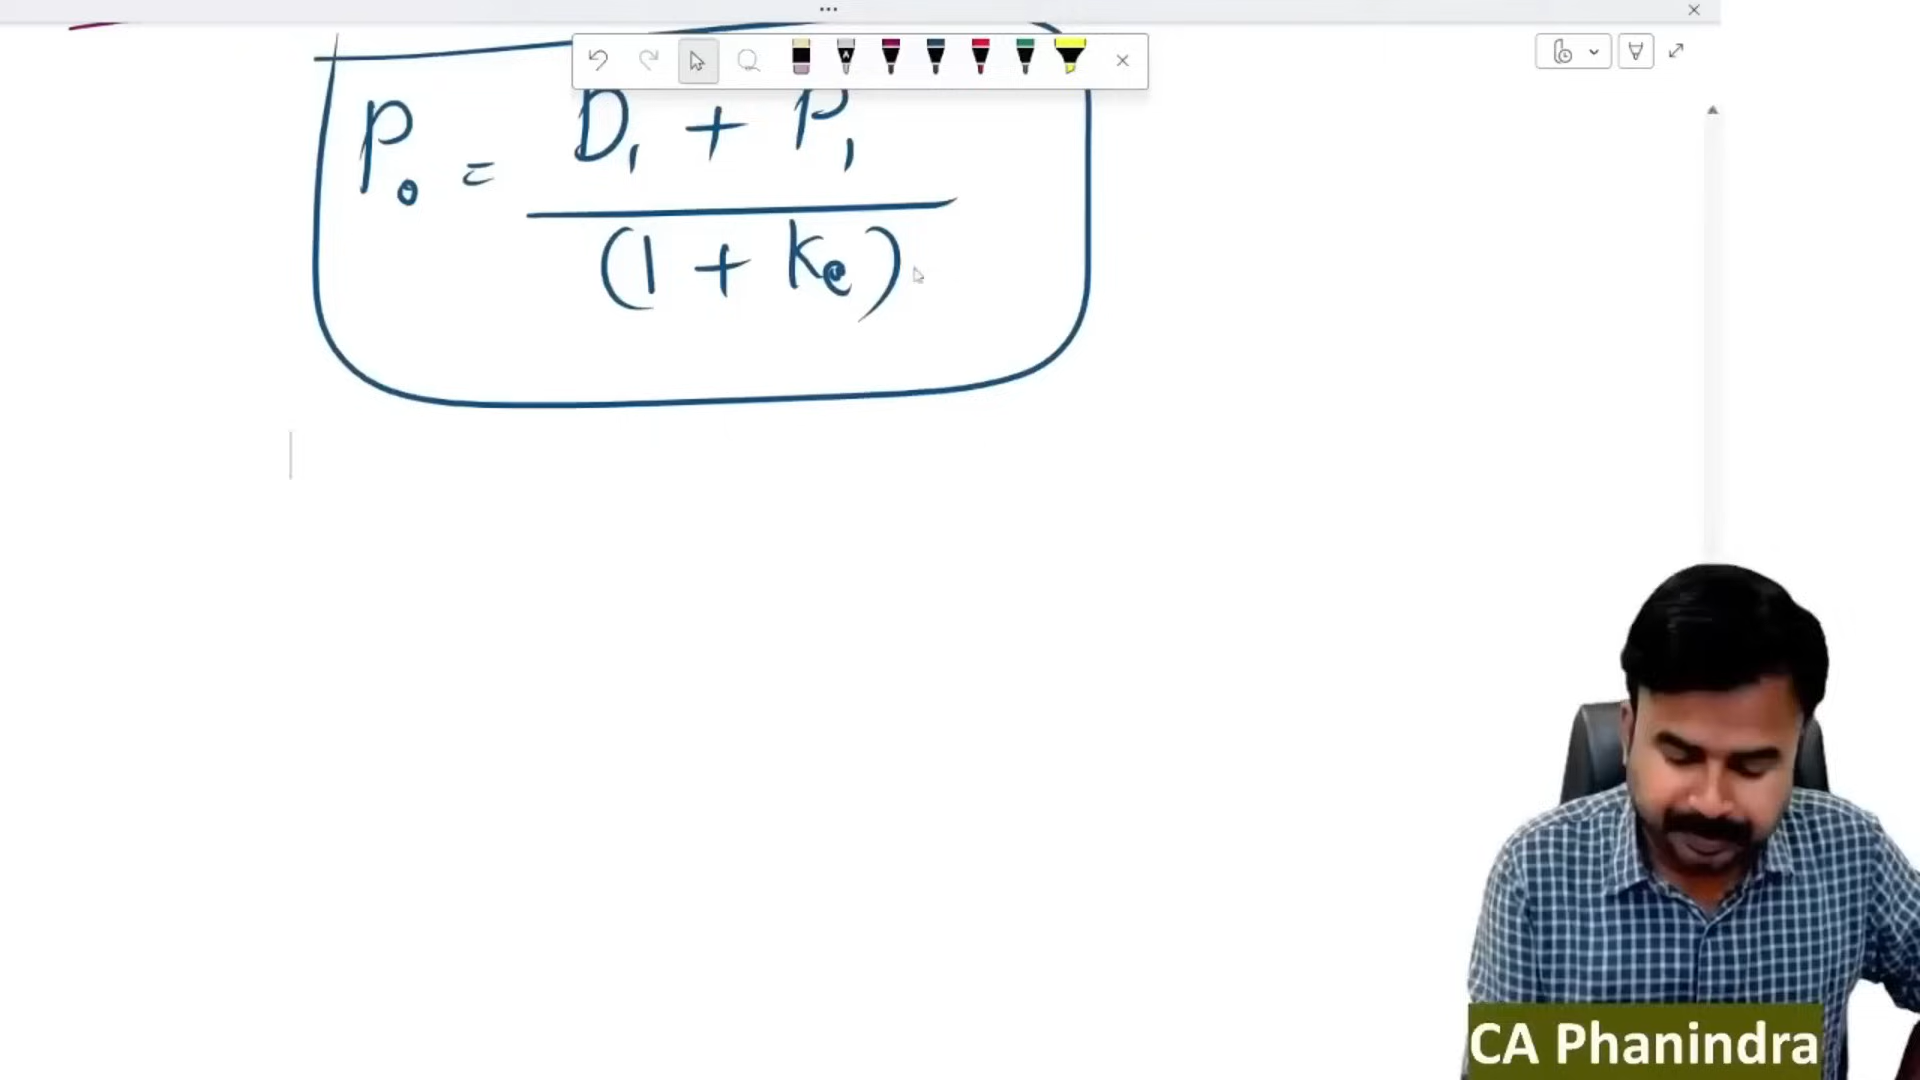 P₀ = D₁ + P₁
(1 + Ke)
CA Phanindra